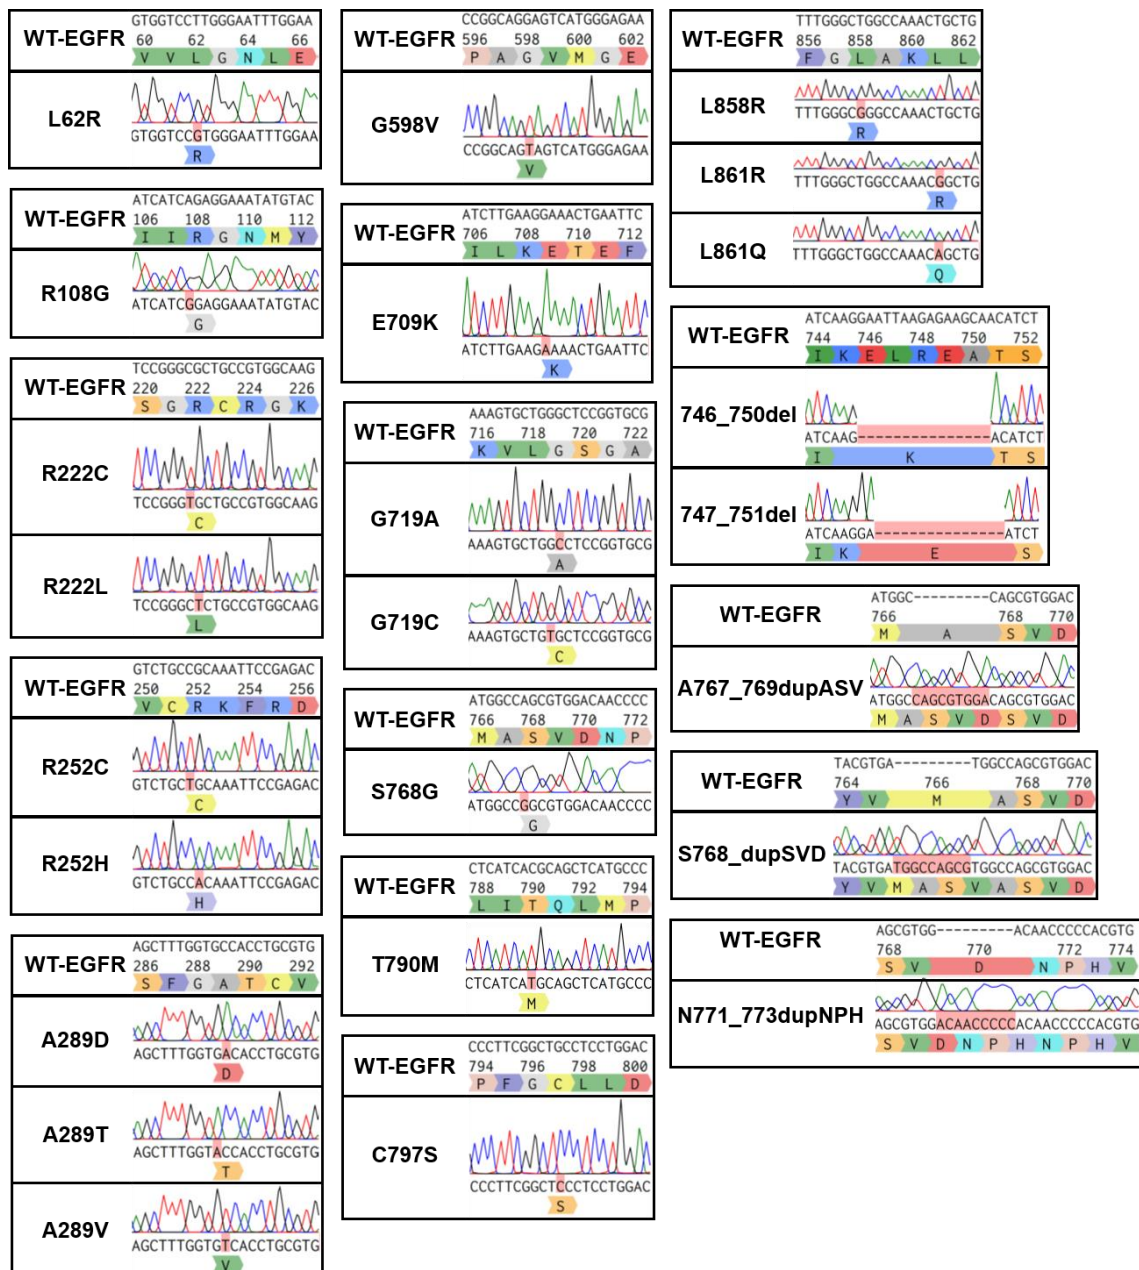 GTGGTCCTTGGGAATTTGGAA
WT-EGFR
60 62 64 66
V V L G N L E
L62R
GTGGTCCGTGGGAATTTGGAA
R
ATCATCAGAGGAAATATGTAC
WT-EGFR
106 108 110 112
I I R G N M Y
R108G
ATCATCGGAGGAAATATGTAC
G
TCCGGGCGCTGCCGTGGCAAG
WT-EGFR
220 222 224 226
S G R C R G K
R222C
TCCGGGTGCTGCCGTGGCAAG
C
R222L
TCCGGGCTCTGCCGTGGCAAG
L
GTCTGCCGCAAATTCCGAGAC
WT-EGFR
250 252 254 256
V C R K F R D
R252C
GTCTGCTGCAAATTCCGAGAC
C
R252H
GTCTGCCACAAATTCCGAGAC
H
AGCTTTGGTGCCACCTGCGTG
WT-EGFR
286 288 290 292
S F G A T C V
A289D
AGCTTTGGTGACACCTGCGTG
D
A289T
AGCTTTGGTACCACCTGCGTG
T
A289V
AGCTTTGGTGTCACCTGCGTG
V
CCGGCAGGAGTCATGGGAGAA
WT-EGFR
596 598 600 602
P A G V M G E
G598V
CCGGCAGTAGTCATGGGAGAA
V
ATCTTGAAGGAAACTGAATTC
WT-EGFR
706 708 710 712
I L K E T E F
E709K
ATCTTGAAGAAAACTGAATTC
K
AAAGTGCTGGGCTCCGGTGCG
WT-EGFR
716 718 720 722
K V L G S G A
G719A
AAAGTGCTGGCCTCCGGTGCG
A
G719C
AAAGTGCTGTGCTCCGGTGCG
C
ATGGCCAGCGTGGACAACCCC
WT-EGFR
766 768 770 772
M A S V D N P
S768G
ATGGCCGGCGTGGACAACCCC
G
CTCATCACGCAGCTCATGCCC
WT-EGFR
788 790 792 794
L I T Q L M P
T790M
CTCATCATGCAGCTCATGCCC
M
CCCTTCGGCTGCCTCCTGGAC
WT-EGFR
794 796 798 800
P F G C L L D
C797S
CCCTTCGGCTCCCTCCTGGAC
S
TTTGGGCTGGCCAAACTGCTG
WT-EGFR
856 858 860 862
F G L A K L L
L858R
TTTGGGCGGGCCAAACTGCTG
R
L861R
TTTGGGCTGGCCAAACGGCTG
R
L861Q
TTTGGGCTGGCCAAACAGCTG
Q
ATCAAGGAATTAAGAGAAGCAACATCT
WT-EGFR
744 746 748 750 752
I K E L R E A T S
746_750del
ATCAAG---------------ACATCT
I K T S
747_751del
ATCAAGGA---------------ATCT
I K E S
ATGGC---------CAGCGTGGAC
WT-EGFR
766 768 770
M A S V D
A767_769dupASV
ATGGCCAGCGTGGACAGCGTGGAC
M A S V D S V D
TACGTGA---------TGGCCAGCGTGGAC
WT-EGFR
764 766 768 770
Y V M A S V D
S768_dupSVD
TACGTGATGGCCAGCGTGGCCAGCGTGGAC
Y V M A S V A S V D
AGCGTGG---------ACAACCCCCACGTG
WT-EGFR
768 770 772 774
S V D N P H V
N771_773dupNPH
AGCGTGGACAACCCCCACAACCCCCACGTG
S V D N P H N P H V